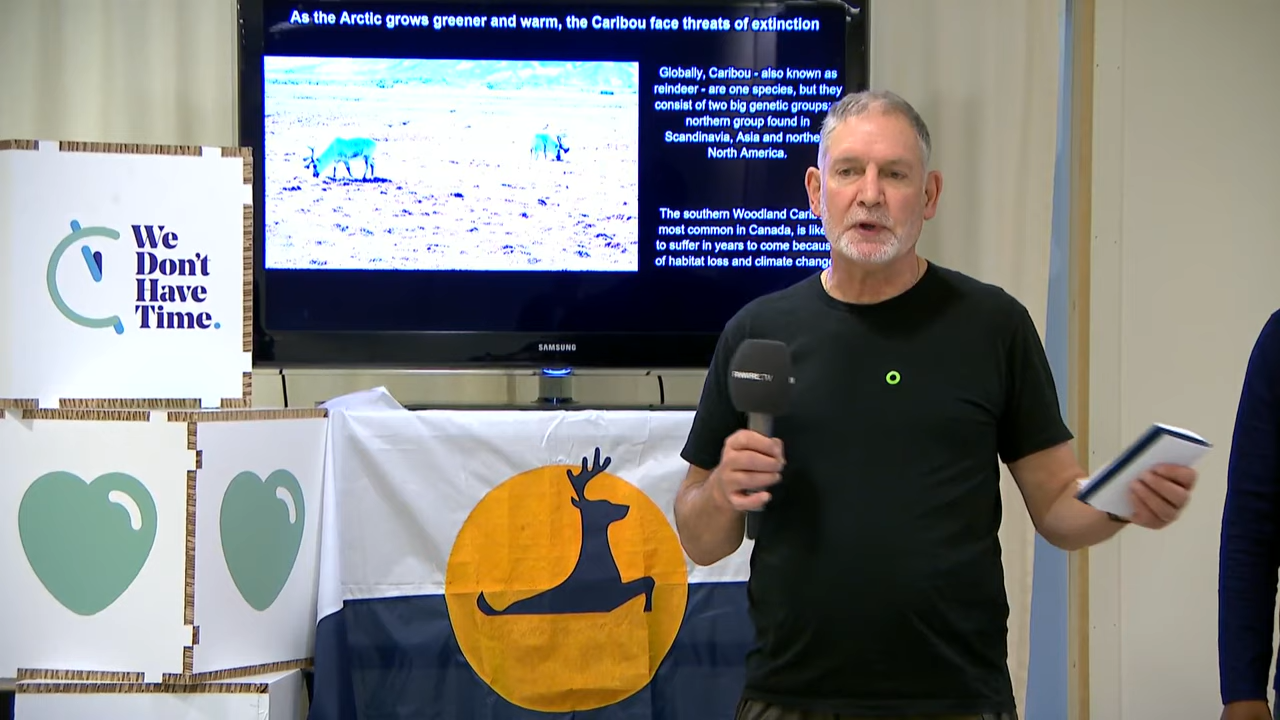 As the Arctic grows greener and warm, the Caribou face threats of extinction
Globally, Caribou - also known as
reindeer - are one species, but they
consist of two big genetic groups:
northern group found in
Scandinavia, Asia and
North America.
The southern Woodland
most common in Canada, is
to suffer in years to come
of habitat loss and climate change
We
Don't
Have
Time.
SAMSUNG